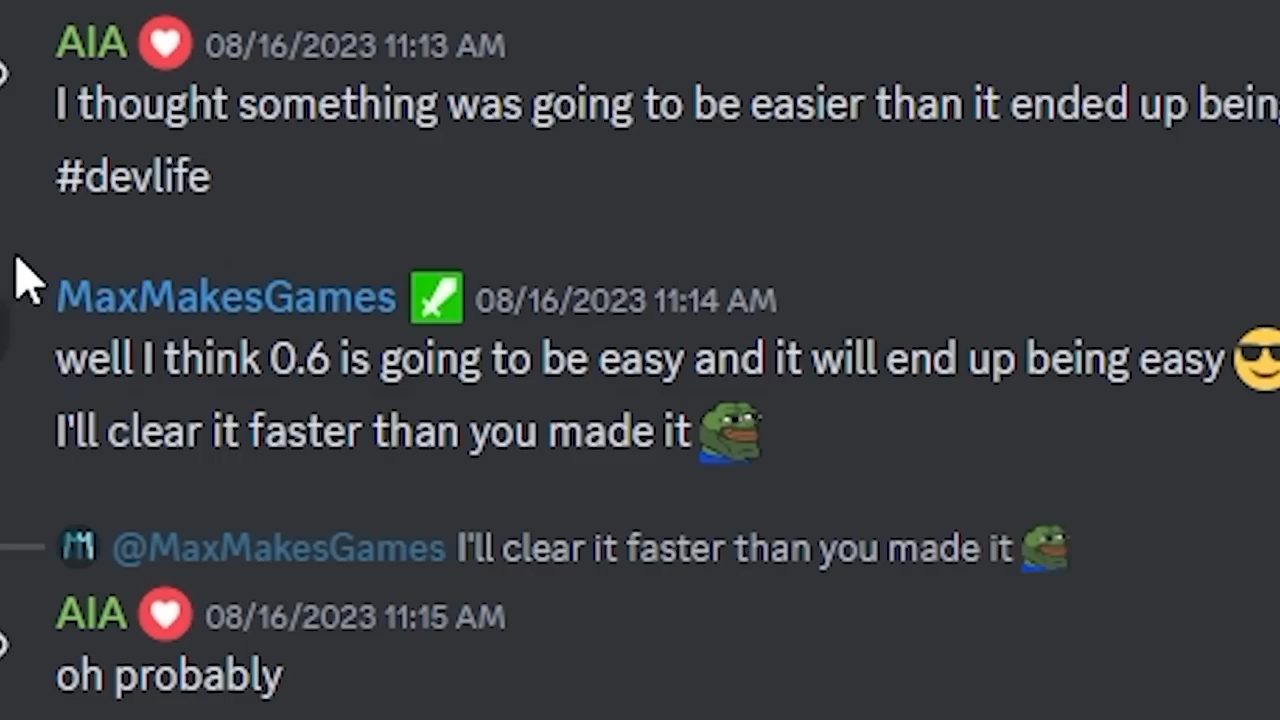 AIA 08/16/2023 11:13 AM
I thought something was going to be easier than it ended up
#devlife
MaxMakesGames 08/16/2023 11:14 AM
well I think 0.6 is going to be easy and it will end up being easy
I'll clear it faster than you made it
@MaxMakesGames I'll clear it faster than you made it
AIA 08/16/2023 11:15 AM
oh probably